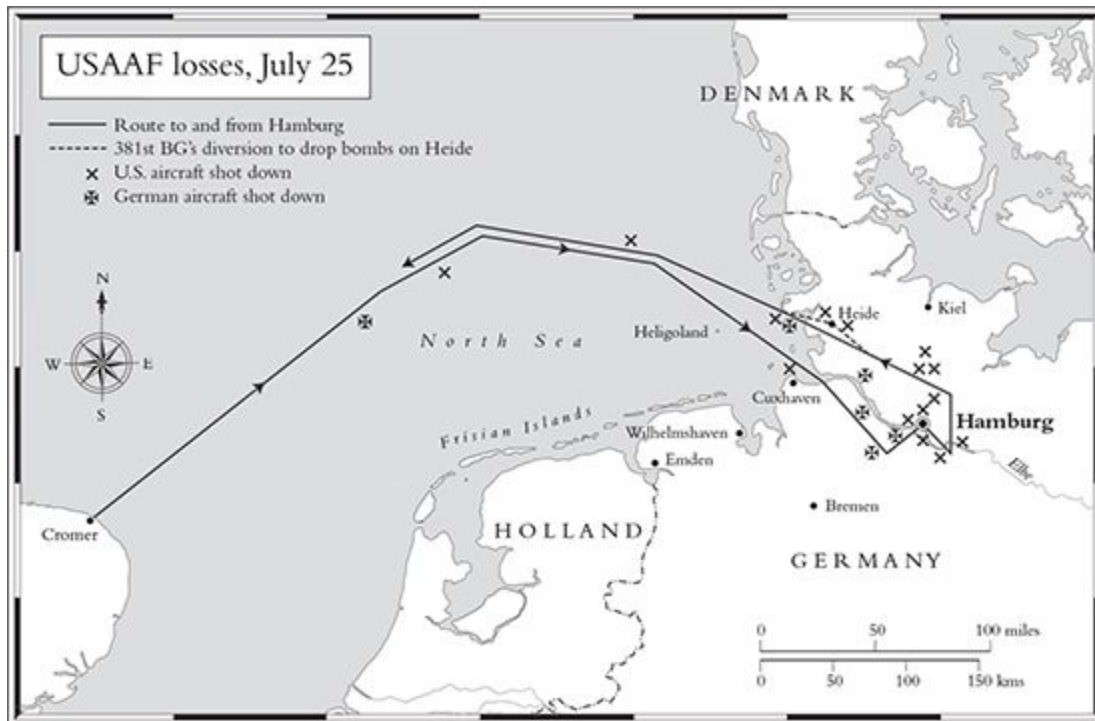 USAAF losses, July 25
Route to and from Hamburg
381st BG's diversion to drop bombs on Heide
U.S. aircraft shot down
German aircraft shot down
DENMARK
N
W
E
S
North Sea
Heligoland
Heide
Kiel
Cuxhaven
Hamburg
Frisian Islands
Wilhelmshaven
Emden
Elbe
Cromer
Bremen
HOLLAND
GERMANY
0 50 100 miles
0 50 100 150 kms